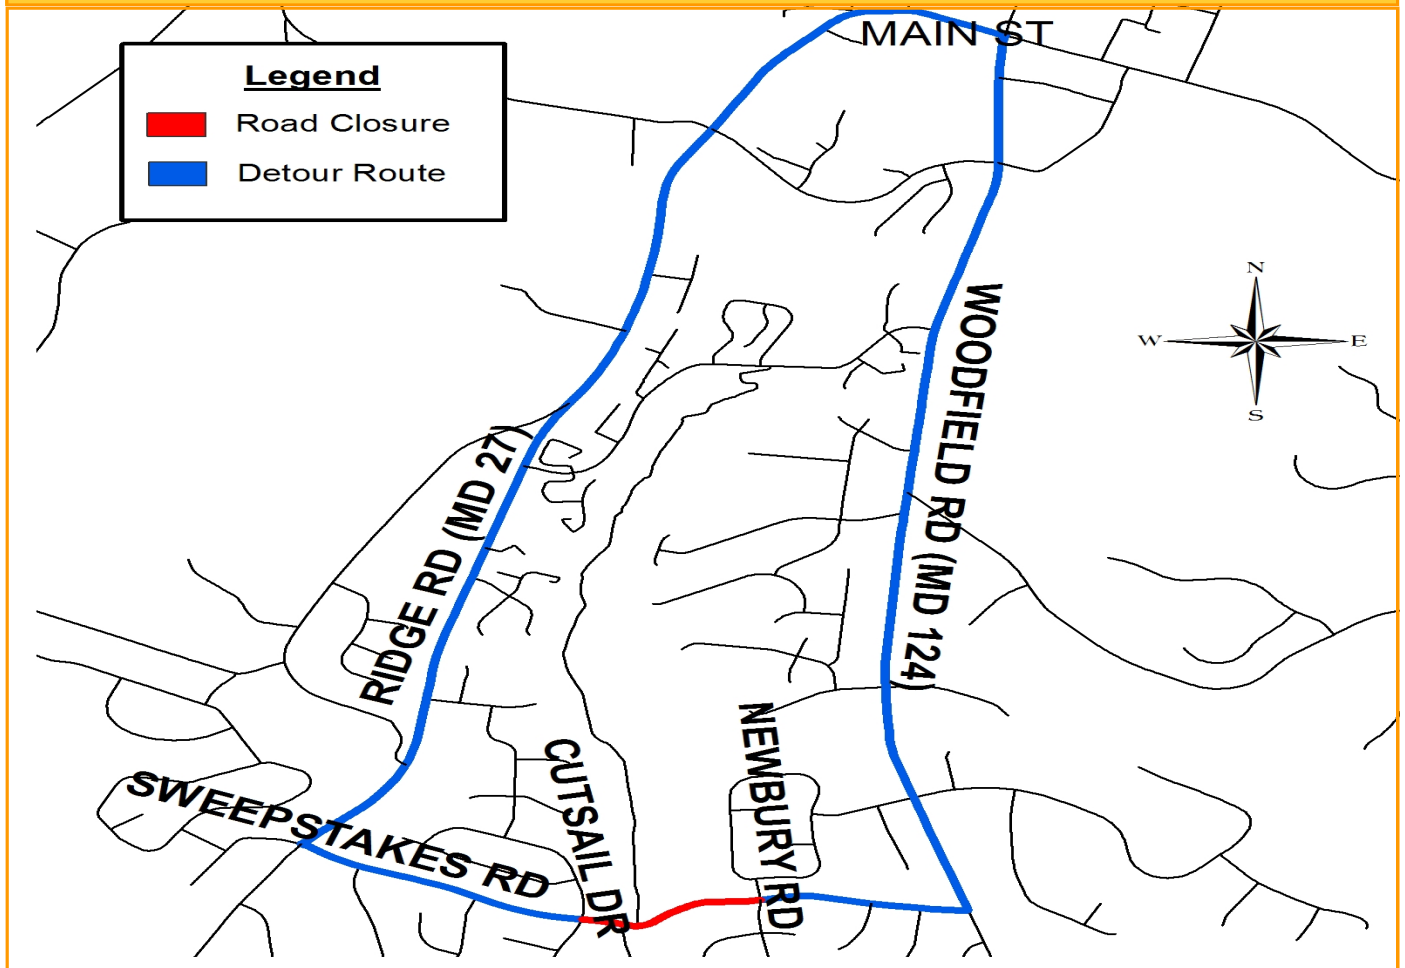 MAIN ST
Legend
Road Closure
Detour Route
N
W
E
S
WOODFIELD RD (MD 124)
RIDGE RD (MD 27)
SWEEPSTAKES RD
CUTSAIL DR
NEWBURY RD